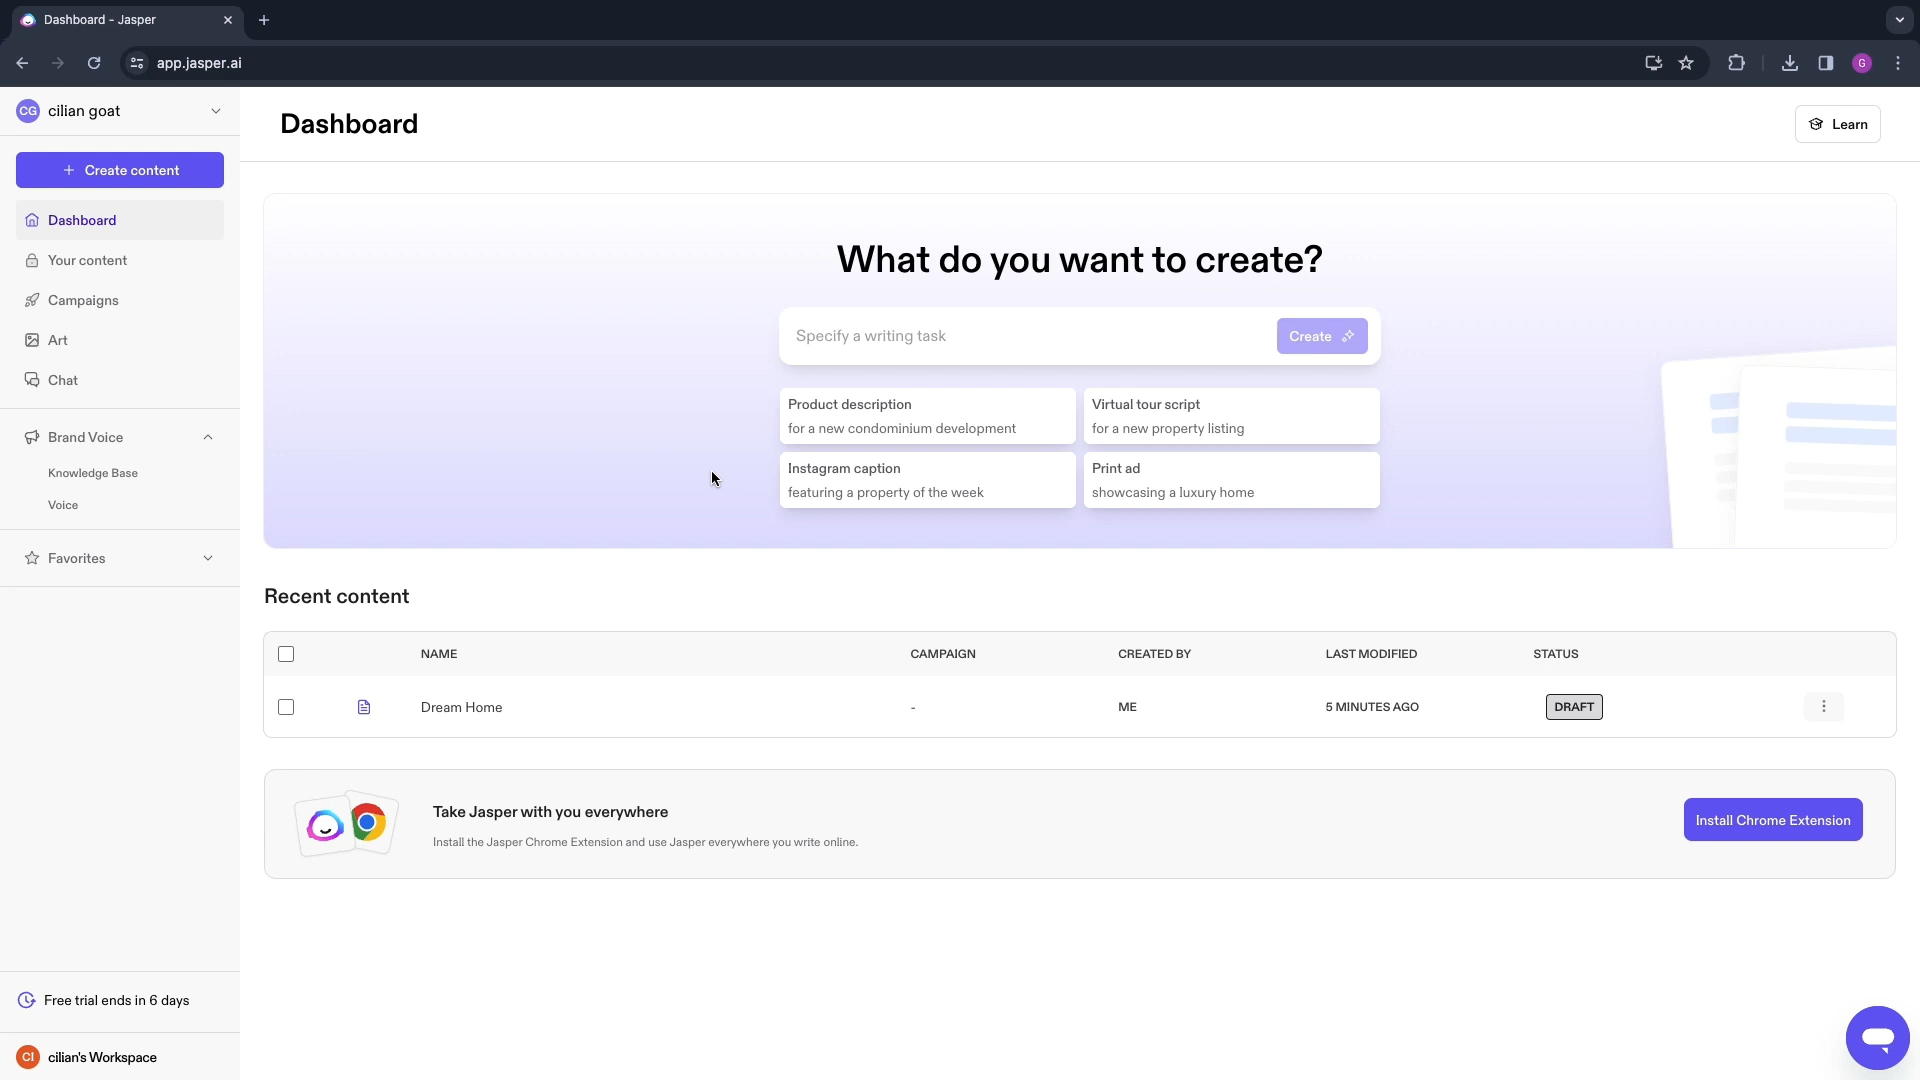 Dashboard - Jasper
app.jasper.ai
G
CG cilian goat
Create content
Dashboard
Your content
Campaigns
Art
Chat
Brand Voice
Knowledge Base
Voice
Favorites
Free trial ends in 6 days
CI cilian's Workspace
Dashboard
Learn
What do you want to create?
Specify a writing task
Create
Product description
for a new condominium development
Virtual tour script
for a new property listing
Instagram caption
featuring a property of the week
Print ad
showcasing a luxury home
Recent content
NAME CAMPAIGN CREATED BY LAST MODIFIED STATUS
Dream Home - ME 5 MINUTES AGO DRAFT
Take Jasper with you everywhere
Install the Jasper Chrome Extension and use Jasper everywhere you write online.
Install Chrome Extension